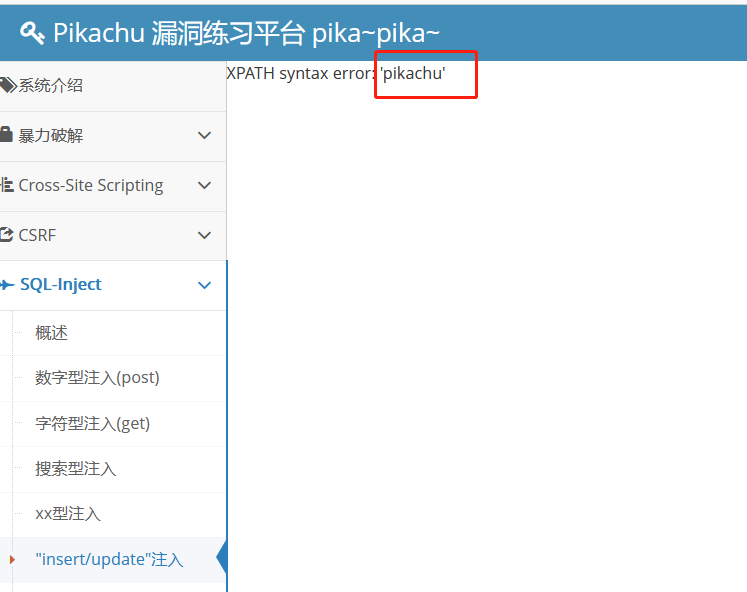 Pikachu 漏洞练习平台 pika~pika~
系统介绍
XPATH syntax error: 'pikachu'
暴力破解
Cross-Site Scripting
CSRF
SQL-Inject
概述
数字型注入(post)
字符型注入(get)
搜索型注入
xx型注入
"insert/update"注入